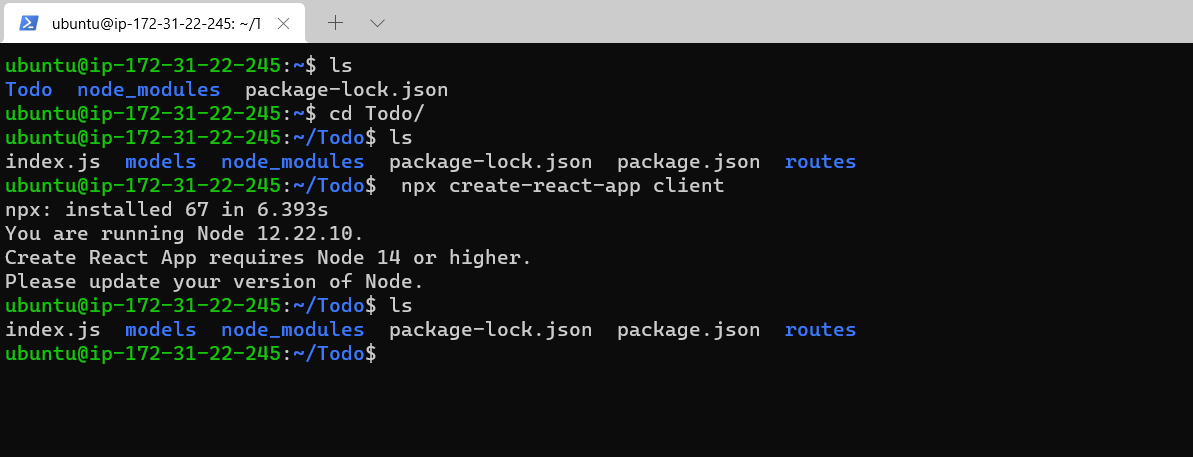 ubuntu@ip-172-31-22-245: ~/T
ubuntu@ip-172-31-22-245:~$ ls
Todo  node_modules  package-lock.json
ubuntu@ip-172-31-22-245:~$ cd Todo/
ubuntu@ip-172-31-22-245:~/Todo$ ls
index.js  models  node_modules  package-lock.json  package.json  routes
ubuntu@ip-172-31-22-245:~/Todo$  npx create-react-app client
npx: installed 67 in 6.393s
You are running Node 12.22.10.
Create React App requires Node 14 or higher.
Please update your version of Node.
ubuntu@ip-172-31-22-245:~/Todo$ ls
index.js  models  node_modules  package-lock.json  package.json  routes
ubuntu@ip-172-31-22-245:~/Todo$